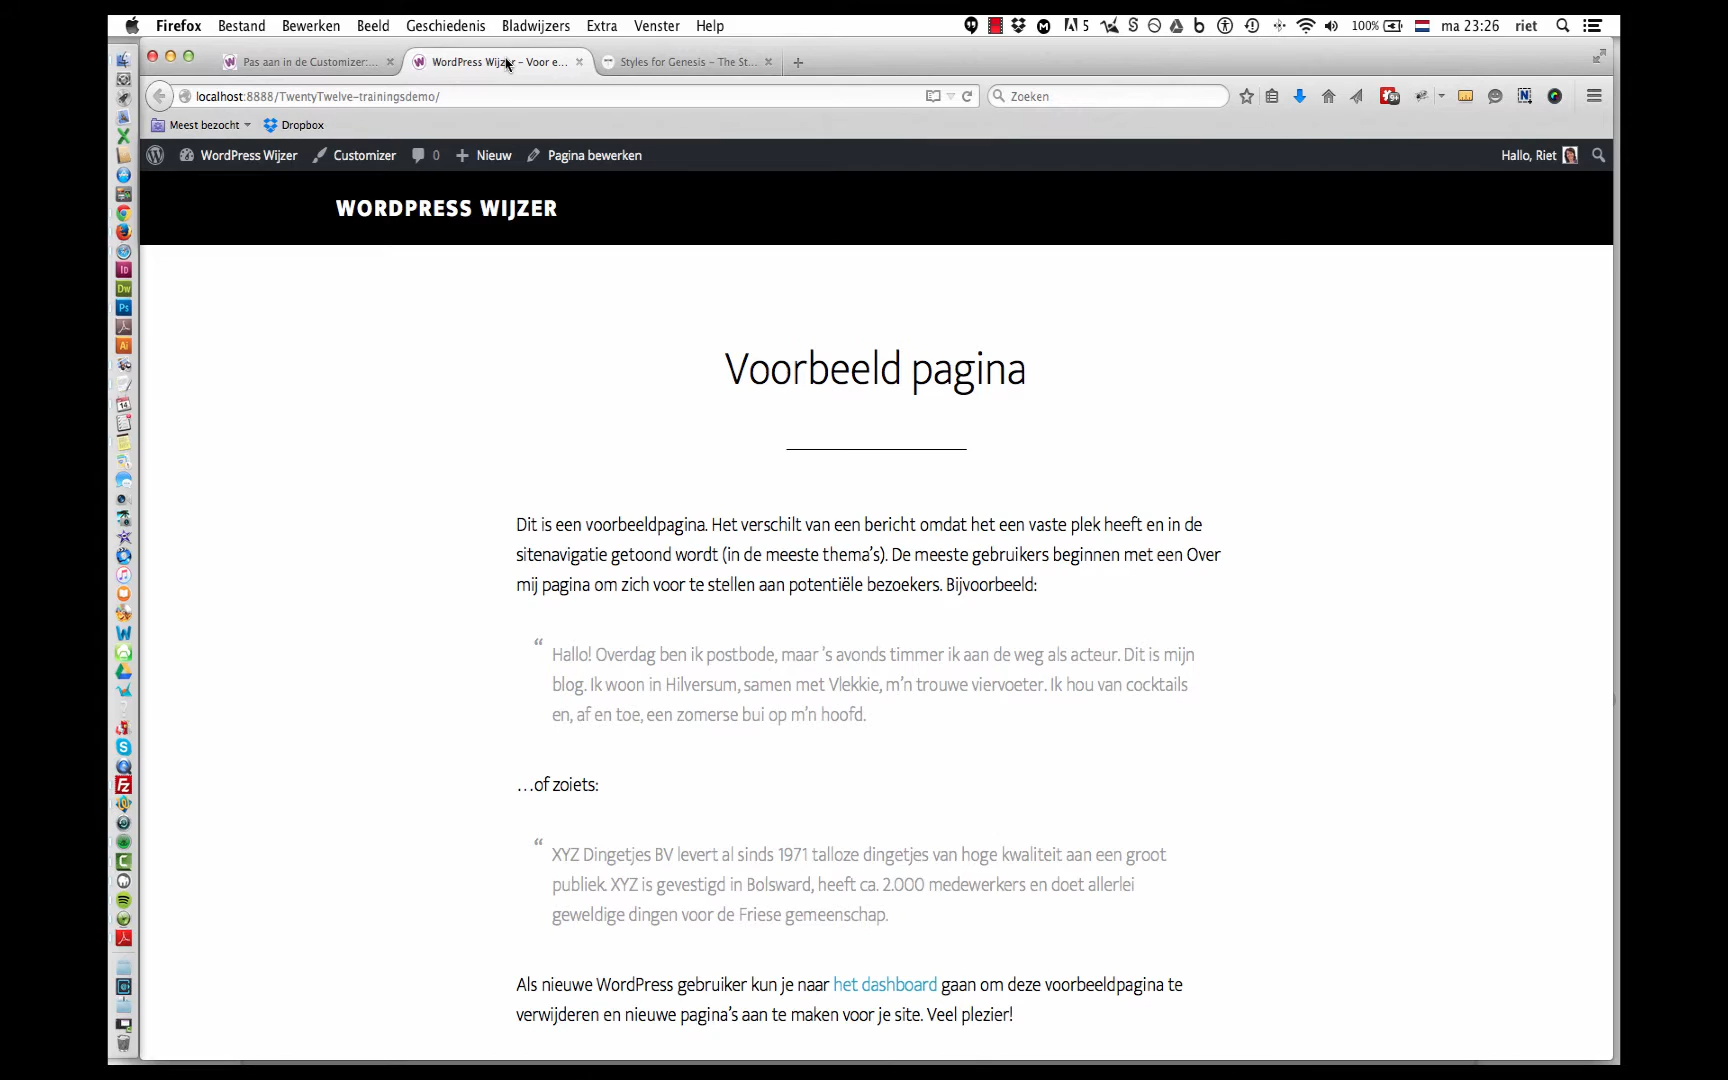 Firefox Bestand Bewerken Beeld Geschiedenis Bladwijzers Extra Venster Help 5 100% ma 23:26 riet
Pas aan in de Customizer:... WordPress Wijzer – Voor e... Styles for Genesis – The St...
localhost:8888/TwentyTwelve-trainingsdemo/ Zoeken
Meest bezocht Dropbox
WordPress Wijzer Customizer 0 Nieuw Pagina bewerken Hallo, Riet
WORDPRESS WIJZER
Voorbeeld pagina
Dit is een voorbeeldpagina. Het verschilt van een bericht omdat het een vaste plek heeft en in de
sitenavigatie getoond wordt (in de meeste thema’s). De meeste gebruikers beginnen met een Over
mij pagina om zich voor te stellen aan potentiële bezoekers. Bijvoorbeeld:
“ Hallo! Overdag ben ik postbode, maar ’s avonds timmer ik aan de weg als acteur. Dit is mijn
blog. Ik woon in Hilversum, samen met Vlekkie, m’n trouwe viervoeter. Ik hou van cocktails
en, af en toe, een zomerse bui op m’n hoofd.
…of zoiets:
“ XYZ Dingetjes BV levert al sinds 1971 talloze dingetjes van hoge kwaliteit aan een groot
publiek. XYZ is gevestigd in Bolsward, heeft ca. 2.000 medewerkers en doet allerlei
geweldige dingen voor de Friese gemeenschap.
Als nieuwe WordPress gebruiker kun je naar het dashboard gaan om deze voorbeeldpagina te
verwijderen en nieuwe pagina’s aan te maken voor je site. Veel plezier!